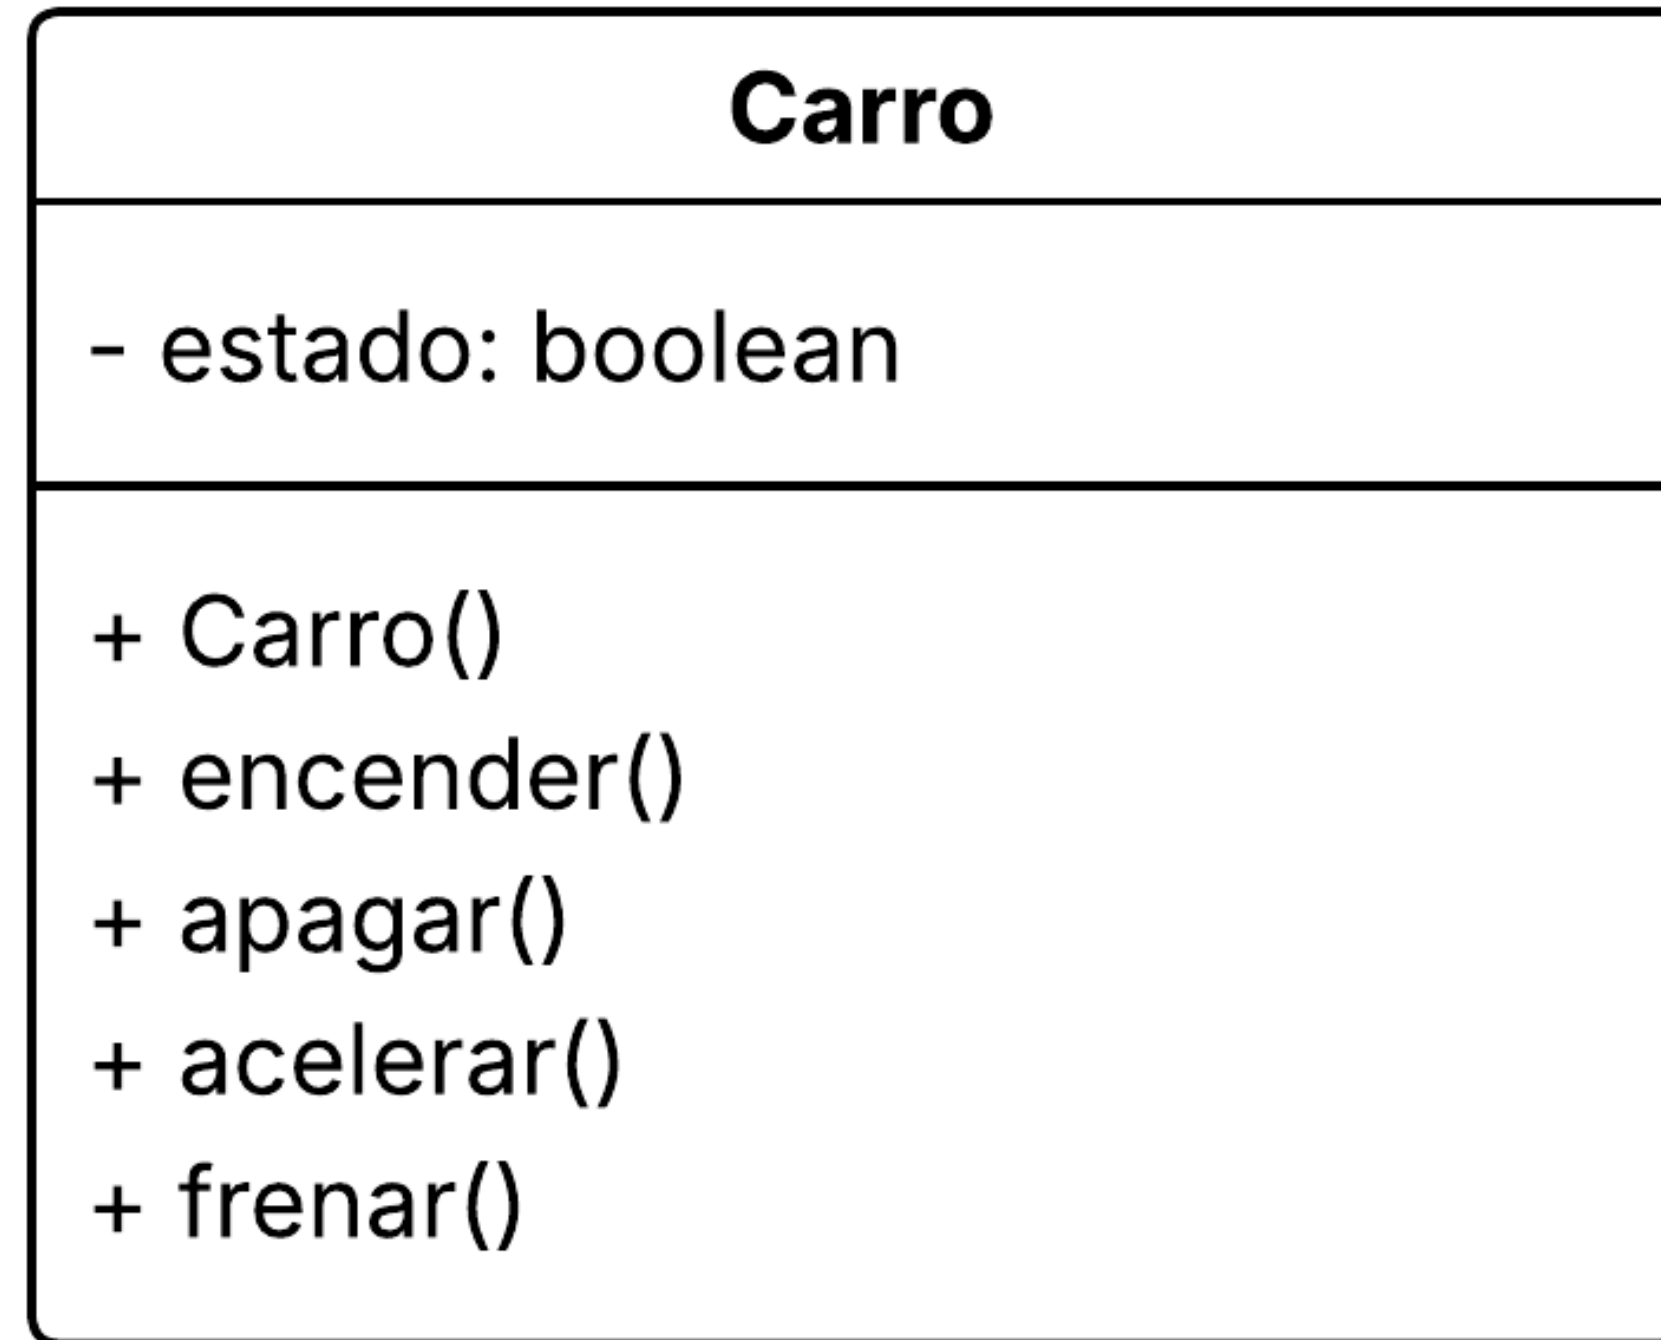 Carro
- estado: boolean
+ Carro()
+ encender()
+ apagar()
+ acelerar()
+ frenar()